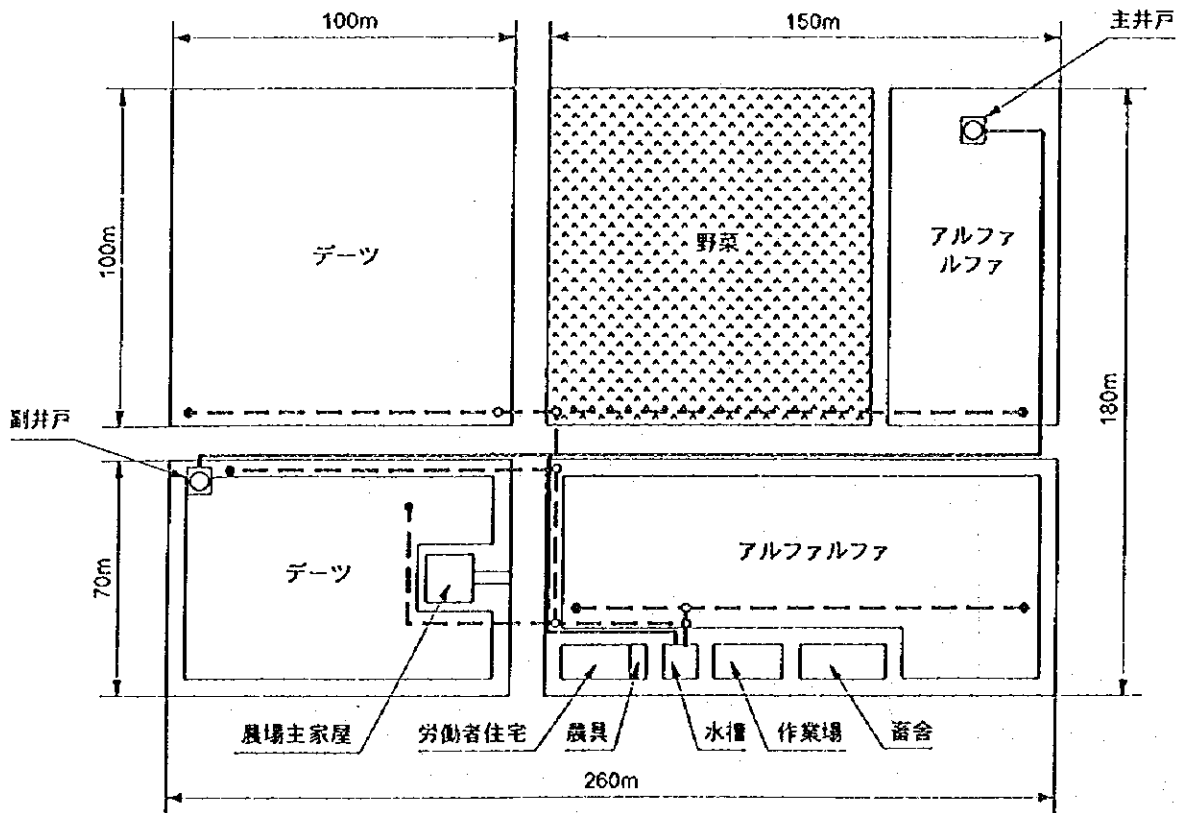 100m
150m
主井戸
100m
デーツ
野菜
アルファ
ルファ
180m
副井戸
70m
デーツ
アルファルファ
農場主家屋
労働者住宅
農具
水槽
作業場
畜舎
260m